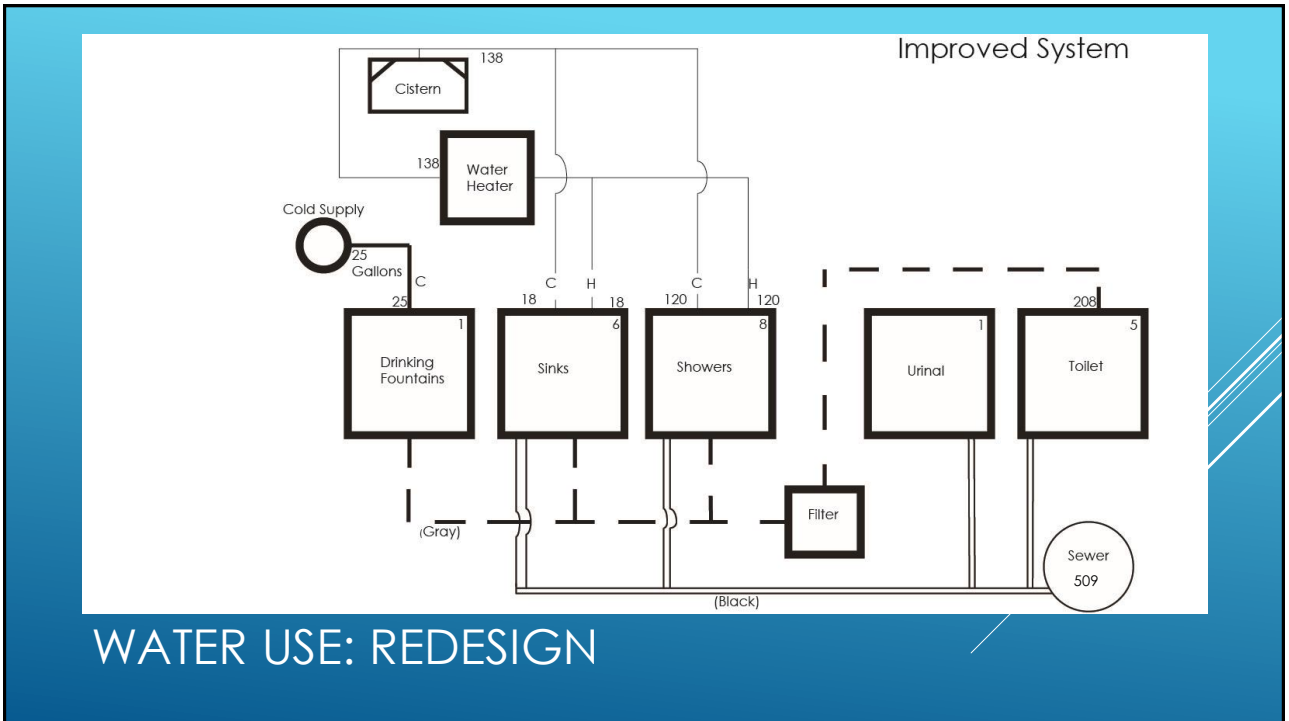 Improved System
138
Cistern
138
Water
Heater
Cold Supply
25
Gallons
C
25
C
H
18
18
C
H
120
120
208
1
Drinking
Fountains
6
Sinks
8
Showers
1
Urinal
5
Toilet
(Gray)
Filter
Sewer
509
(Black)
WATER USE: REDESIGN